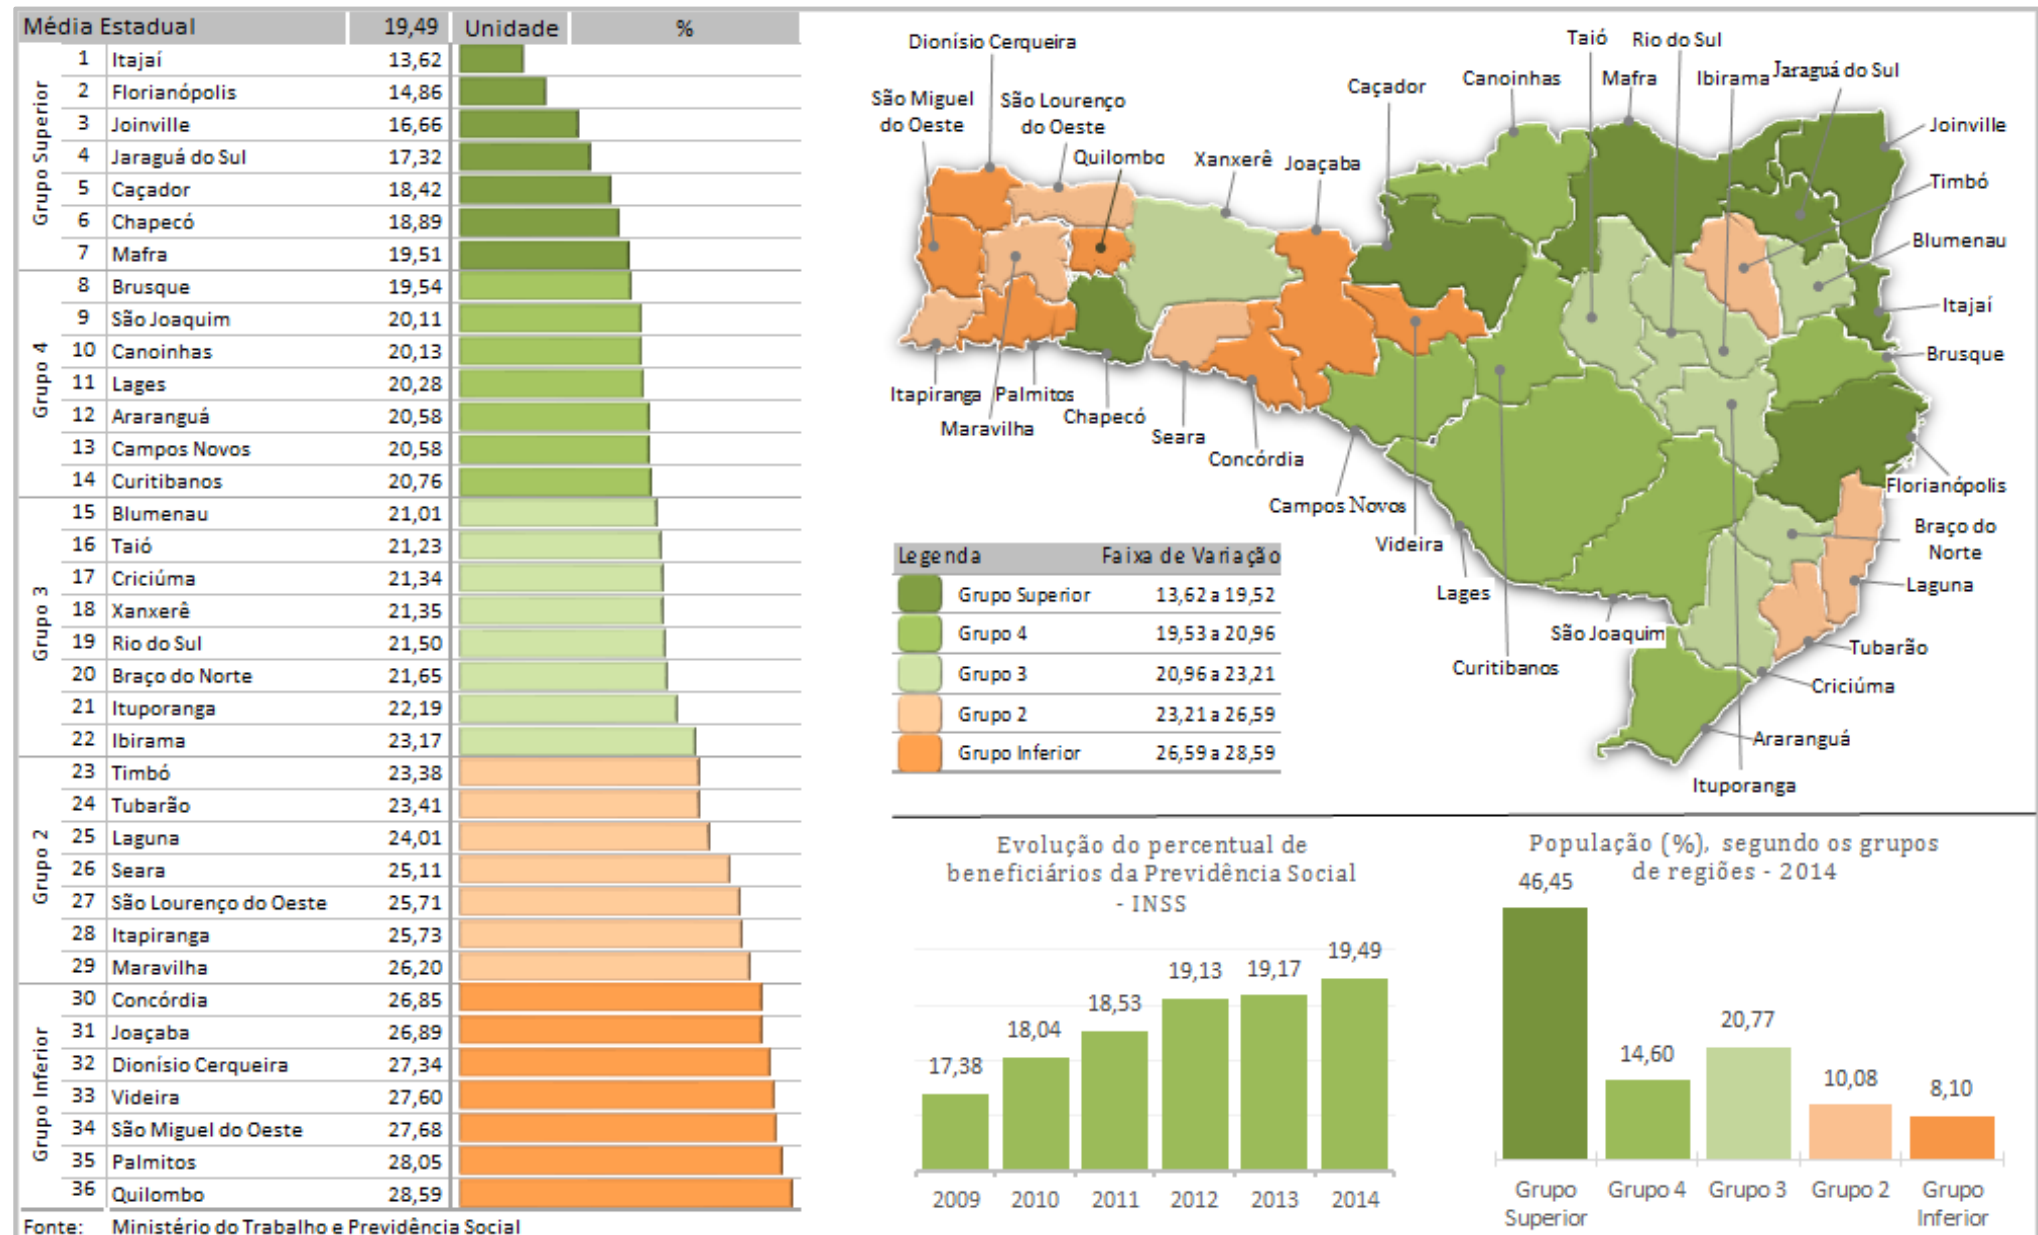 Média Estadual 19,49 Unidade %
Grupo Superior
1 Itajaí 13,62
2 Florianópolis 14,86
3 Joinville 16,66
4 Jaraguá do Sul 17,32
5 Caçador 18,42
6 Chapecó 18,89
7 Mafra 19,51
Grupo 4
8 Brusque 19,54
9 São Joaquim 20,11
10 Canoinhas 20,13
11 Lages 20,28
12 Araranguá 20,58
13 Campos Novos 20,58
14 Curitibanos 20,76
Grupo 3
15 Blumenau 21,01
16 Taió 21,23
17 Criciúma 21,34
18 Xanxerê 21,35
19 Rio do Sul 21,50
20 Braço do Norte 21,65
21 Ituporanga 22,19
22 Ibirama 23,17
Grupo 2
23 Timbó 23,38
24 Tubarão 23,41
25 Laguna 24,01
26 Seara 25,11
27 São Lourenço do Oeste 25,71
28 Itapiranga 25,73
29 Maravilha 26,20
Grupo Inferior
30 Concórdia 26,85
31 Joaçaba 26,89
32 Dionísio Cerqueira 27,34
33 Videira 27,60
34 São Miguel do Oeste 27,68
35 Palmitos 28,05
36 Quilombo 28,59
Fonte: Ministério do Trabalho e Previdência Social
Dionísio Cerqueira
São Miguel
do Oeste
São Lourenço
do Oeste
Quilombo
Xanxerê
Joaçaba
Caçador
Canoinhas
Taió
Mafra
Rio do Sul
Ibirama
Jaraguá do Sul
Joinville
Timbó
Blumenau
Itajaí
Brusque
Florianópolis
Braço do
Norte
Laguna
Tubarão
Criciúma
Araranguá
Ituporanga
São Joaquim
Curitibanos
Lages
Videira
Campos Novos
Concórdia
Seara
Chapecó
Palmitos
Maravilha
Itapiranga
Legenda Faixa de Variação
Grupo Superior 13,62 a 19,52
Grupo 4 19,53 a 20,96
Grupo 3 20,96 a 23,21
Grupo 2 23,21 a 26,59
Grupo Inferior 26,59 a 28,59
Evolução do percentual de
beneficiários da Previdência Social
- INSS
17,38 18,04 18,53 19,13 19,17 19,49
2009 2010 2011 2012 2013 2014
População (%), segundo os grupos
de regiões - 2014
46,45 14,60 20,77 10,08 8,10
Grupo
Superior
Grupo 4
Grupo 3
Grupo 2
Grupo
Inferior